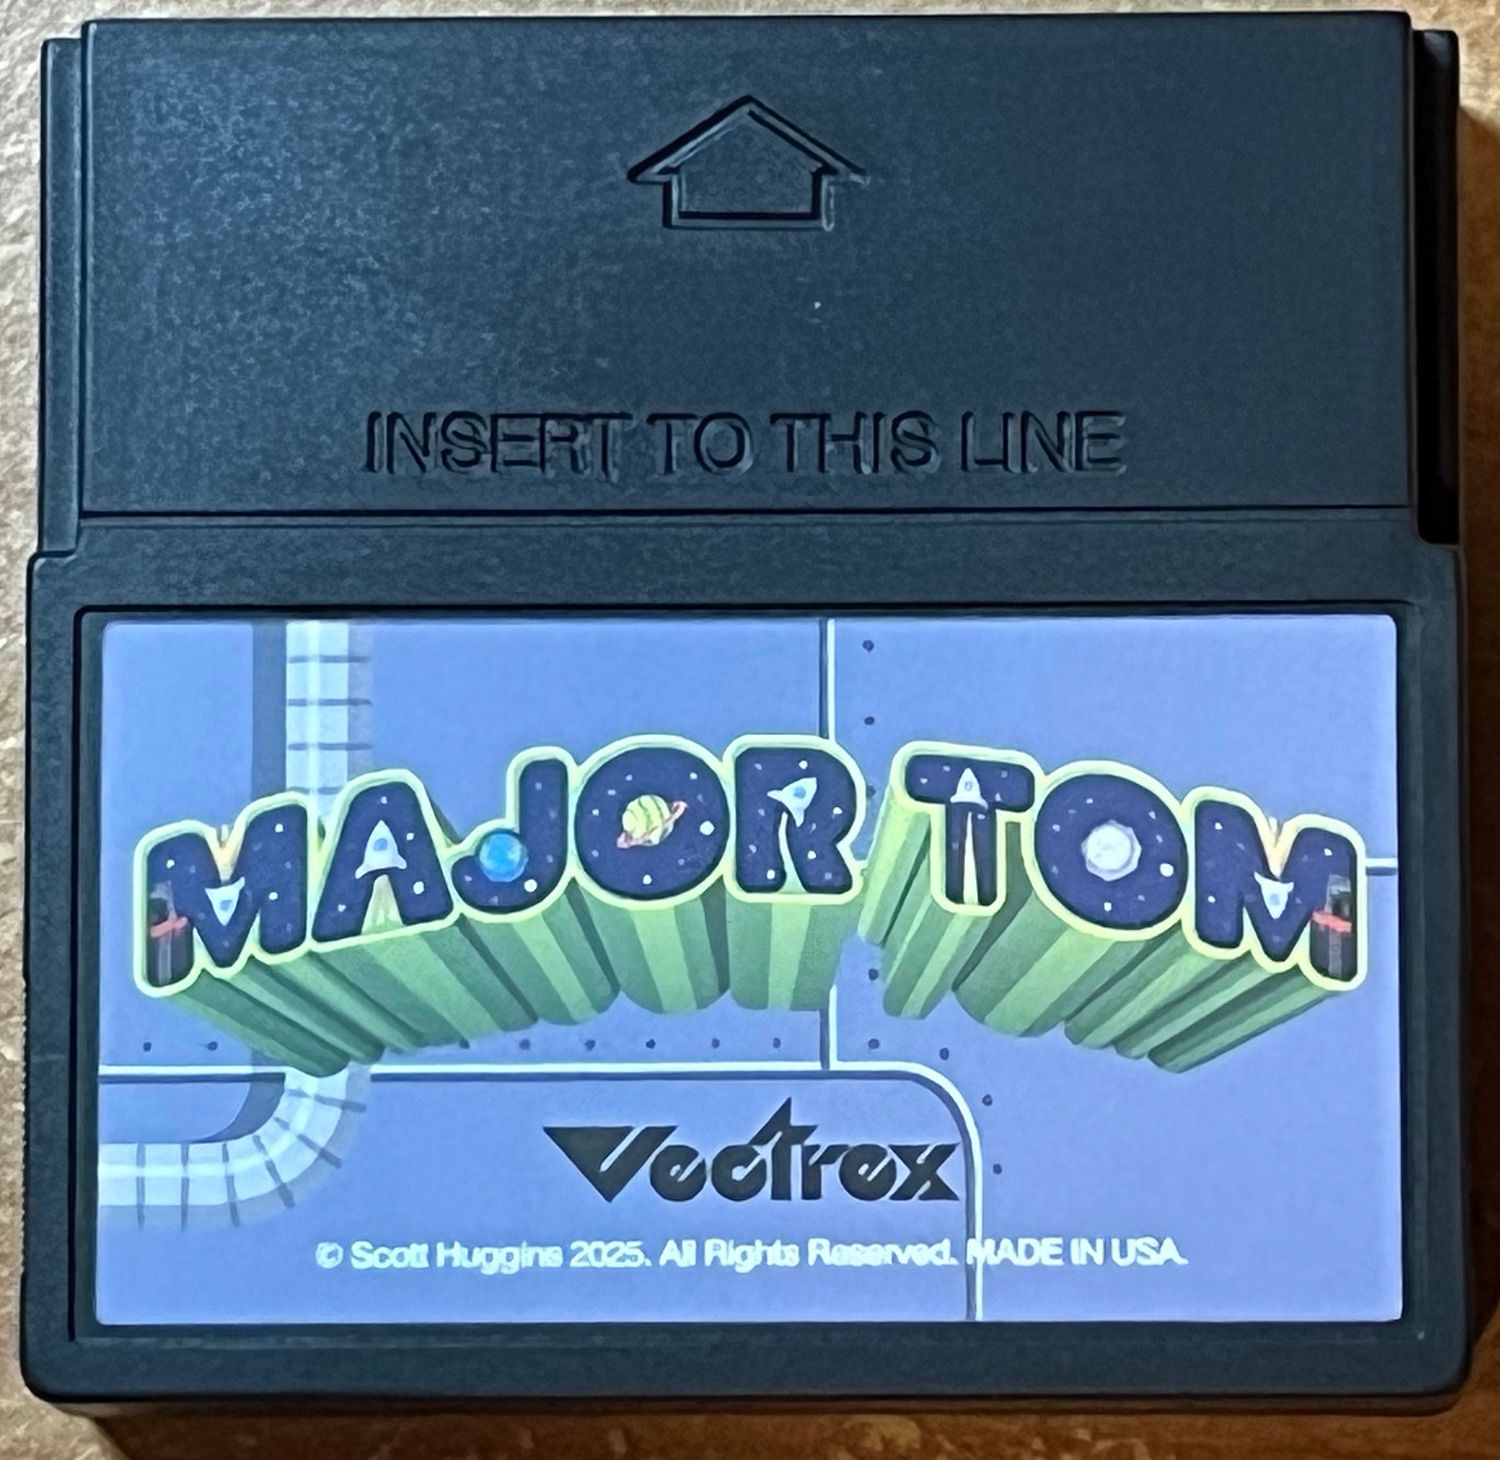 INSERT TO THIS LINE
MAJOR TOM
Vectrex
© Scott Huggins 2025. All Rights Reserved. MADE IN USA.